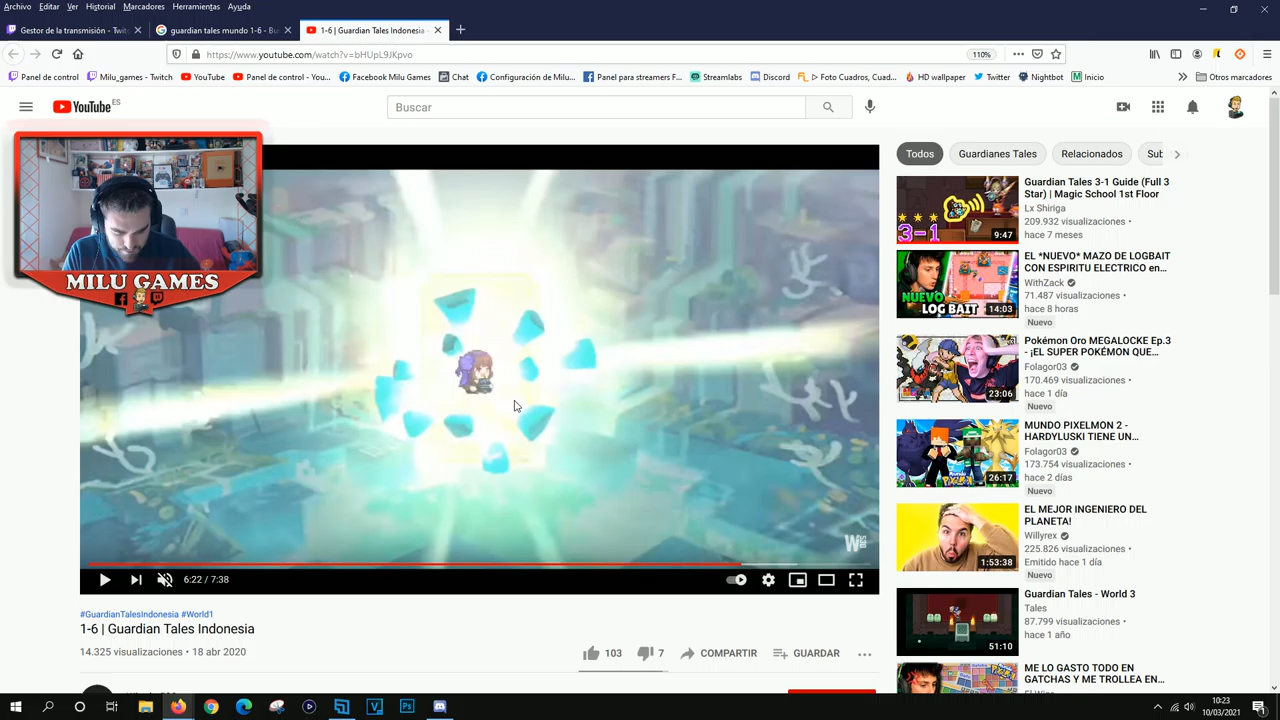 Archivo Editar Ver Historial Marcadores Herramientas Ayuda
Gestor de la transmisión - Twitc
guardian tales mundo 1-6 - Bu
1-6 | Guardian Tales Indonesia -
https://www.youtube.com/watch?v=bHUpL9JKpvo
110%
Panel de control
Milu_games - Twitch
YouTube
Panel de control - You...
Facebook Milu Games
Chat
Configuración de Milu...
Panel para streamers F...
Streamlabs
Discord
▷ Foto Cuadros, Cuad...
HD wallpaper
Twitter
Nightbot
Inicio
Otros marcadores
YouTube ES
Buscar
MILU GAMES
6:22 / 7:38
#GuardianTalesIndonesia #World1
1-6 | Guardian Tales Indonesia
14.325 visualizaciones • 18 abr 2020
103
7
COMPARTIR
GUARDAR
Todos
Guardianes Tales
Relacionados
Sub
3-1
9:47
Guardian Tales 3-1 Guide (Full 3
Star) | Magic School 1st Floor
Lx Shiriga
209.932 visualizaciones •
hace 7 meses
NUEVO
LOG BAIT
14:03
EL *NUEVO* MAZO DE LOGBAIT
CON ESPIRITU ELECTRICO en...
WithZack
71.487 visualizaciones •
hace 8 horas
Nuevo
23:06
Pokémon Oro MEGALOCKE Ep.3
- ¡EL SUPER POKÉMON QUE...
Folagor03
170.469 visualizaciones •
hace 1 día
Nuevo
26:17
MUNDO PIXELMON 2 -
HARDYLUSKI TIENE UN...
Folagor03
173.754 visualizaciones •
hace 2 días
Nuevo
1:53:38
EL MEJOR INGENIERO DEL
PLANETA!
Willyrex
225.826 visualizaciones •
Emitido hace 1 día
Nuevo
51:10
Guardian Tales - World 3
Tales
87.799 visualizaciones •
hace 1 año
ME LO GASTO TODO EN
GATCHAS Y ME TROLLEA EN...
10:23
10/03/2021